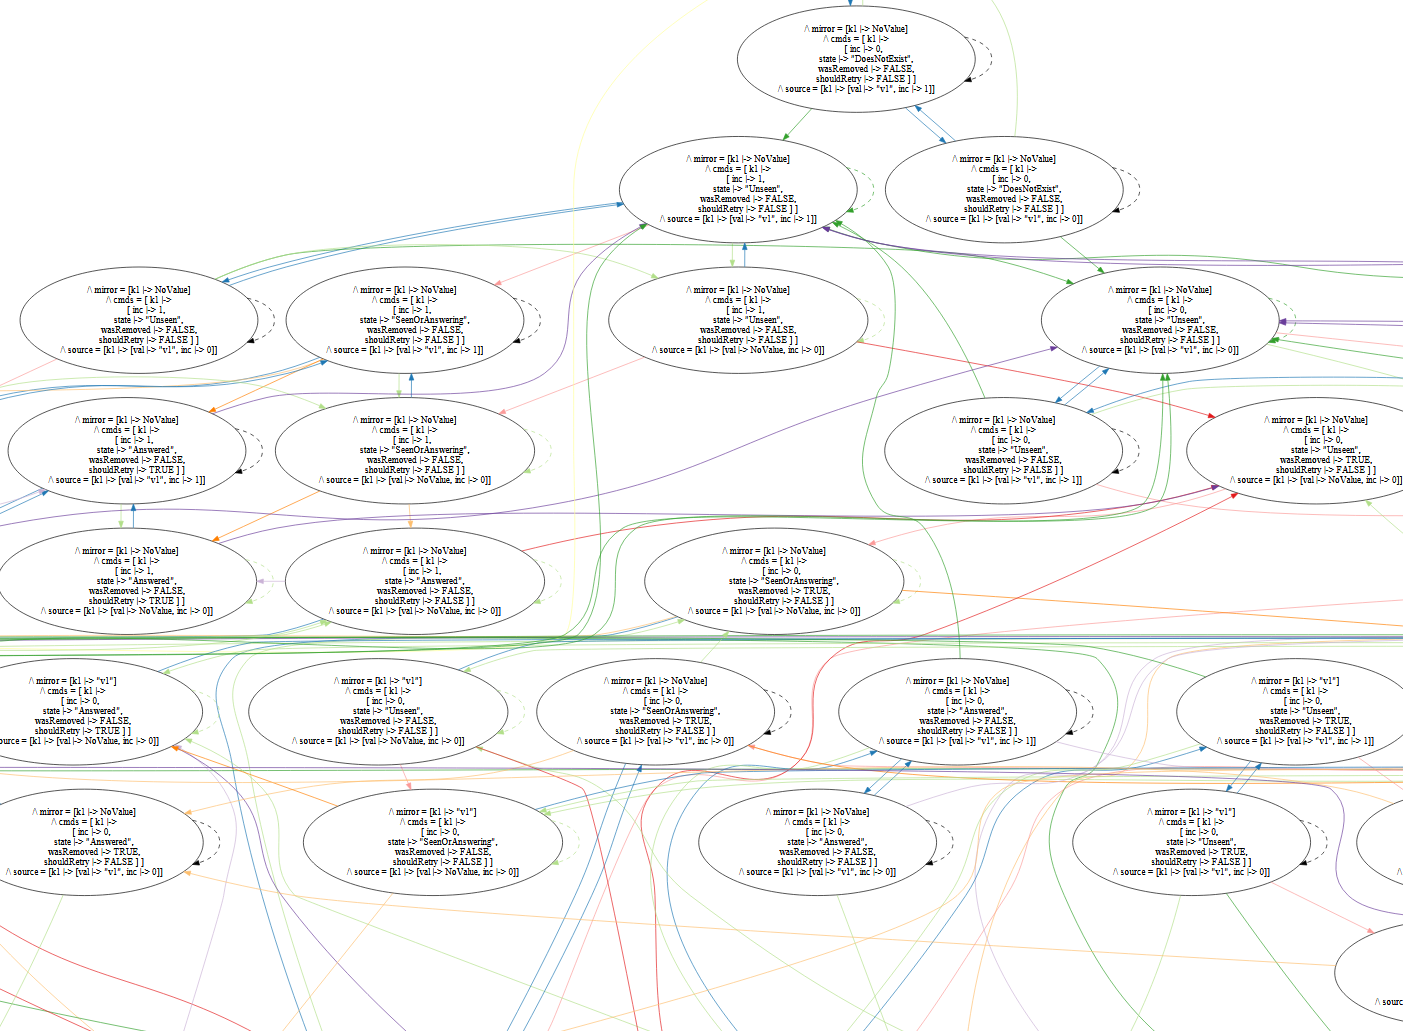 /\ mirror = [k1 |-> NoValue]
/\ cmds = [ k1 |->
[ inc |-> 0,
state |-> "DoesNotExist",
wasRemoved |-> FALSE,
shouldRetry |-> FALSE ] ]
/\ source = [k1 |-> [val |-> "v1", inc |-> 1]]
/\ mirror = [k1 |-> NoValue]
/\ cmds = [ k1 |->
[ inc |-> 1,
state |-> "Unseen",
wasRemoved |-> FALSE,
shouldRetry |-> FALSE ] ]
/\ source = [k1 |-> [val |-> "v1", inc |-> 1]]
/\ mirror = [k1 |-> NoValue]
/\ cmds = [ k1 |->
[ inc |-> 0,
state |-> "DoesNotExist",
wasRemoved |-> FALSE,
shouldRetry |-> FALSE ] ]
/\ source = [k1 |-> [val |-> "v1", inc |-> 0]]
/\ mirror = [k1 |-> NoValue]
/\ cmds = [ k1 |->
[ inc |-> 1,
state |-> "Unseen",
wasRemoved |-> FALSE,
shouldRetry |-> FALSE ] ]
/\ source = [k1 |-> [val |-> "v1", inc |-> 0]]
/\ mirror = [k1 |-> NoValue]
/\ cmds = [ k1 |->
[ inc |-> 1,
state |-> "SeenOrAnswering",
wasRemoved |-> FALSE,
shouldRetry |-> FALSE ] ]
/\ source = [k1 |-> [val |-> "v1", inc |-> 1]]
/\ mirror = [k1 |-> NoValue]
/\ cmds = [ k1 |->
[ inc |-> 1,
state |-> "Unseen",
wasRemoved |-> FALSE,
shouldRetry |-> FALSE ] ]
/\ source = [k1 |-> [val |-> NoValue, inc |-> 0]]
/\ mirror = [k1 |-> NoValue]
/\ cmds = [ k1 |->
[ inc |-> 0,
state |-> "Unseen",
wasRemoved |-> FALSE,
shouldRetry |-> FALSE ] ]
/\ source = [k1 |-> [val |-> "v1", inc |-> 0]]
/\ mirror = [k1 |-> NoValue]
/\ cmds = [ k1 |->
[ inc |-> 1,
state |-> "Answered",
wasRemoved |-> FALSE,
shouldRetry |-> TRUE ] ]
/\ source = [k1 |-> [val |-> "v1", inc |-> 1]]
/\ mirror = [k1 |-> NoValue]
/\ cmds = [ k1 |->
[ inc |-> 1,
state |-> "SeenOrAnswering",
wasRemoved |-> FALSE,
shouldRetry |-> FALSE ] ]
/\ source = [k1 |-> [val |-> NoValue, inc |-> 0]]
/\ mirror = [k1 |-> NoValue]
/\ cmds = [ k1 |->
[ inc |-> 0,
state |-> "Unseen",
wasRemoved |-> FALSE,
shouldRetry |-> FALSE ] ]
/\ source = [k1 |-> [val |-> "v1", inc |-> 1]]
/\ mirror = [k1 |-> NoValue]
/\ cmds = [ k1 |->
[ inc |-> 0,
state |-> "Unseen",
wasRemoved |-> TRUE,
shouldRetry |-> FALSE ] ]
/\ source = [k1 |-> [val |-> NoValue, inc |-> 0]]
/\ mirror = [k1 |-> NoValue]
/\ cmds = [ k1 |->
[ inc |-> 1,
state |-> "Answered",
wasRemoved |-> FALSE,
shouldRetry |-> TRUE ] ]
/\ source = [k1 |-> [val |-> NoValue, inc |-> 0]]
/\ mirror = [k1 |-> NoValue]
/\ cmds = [ k1 |->
[ inc |-> 1,
state |-> "Answered",
wasRemoved |-> FALSE,
shouldRetry |-> FALSE ] ]
/\ source = [k1 |-> [val |-> NoValue, inc |-> 0]]
/\ mirror = [k1 |-> NoValue]
/\ cmds = [ k1 |->
[ inc |-> 0,
state |-> "SeenOrAnswering",
wasRemoved |-> TRUE,
shouldRetry |-> FALSE ] ]
/\ source = [k1 |-> [val |-> NoValue, inc |-> 0]]
/\ mirror = [k1 |-> "v1"]
/\ cmds = [ k1 |->
[ inc |-> 0,
state |-> "Answered",
wasRemoved |-> FALSE,
shouldRetry |-> TRUE ] ]
ource = [k1 |-> [val |-> NoValue, inc |-> 0]]
/\ mirror = [k1 |-> "v1"]
/\ cmds = [ k1 |->
[ inc |-> 0,
state |-> "Unseen",
wasRemoved |-> FALSE,
shouldRetry |-> FALSE ] ]
/\ source = [k1 |-> [val |-> NoValue, inc |-> 0]]
/\ mirror = [k1 |-> NoValue]
/\ cmds = [ k1 |->
[ inc |-> 0,
state |-> "SeenOrAnswering",
wasRemoved |-> TRUE,
shouldRetry |-> FALSE ] ]
/\ source = [k1 |-> [val |-> "v1", inc |-> 0]]
/\ mirror = [k1 |-> NoValue]
/\ cmds = [ k1 |->
[ inc |-> 0,
state |-> "Answered",
wasRemoved |-> FALSE,
shouldRetry |-> FALSE ] ]
/\ source = [k1 |-> [val |-> "v1", inc |-> 1]]
/\ mirror = [k1 |-> "v1"]
/\ cmds = [ k1 |->
[ inc |-> 0,
state |-> "Unseen",
wasRemoved |-> TRUE,
shouldRetry |-> FALSE ] ]
/\ source = [k1 |-> [val |-> "v1", inc |-> 1]]
/\ mirror = [k1 |-> NoValue]
/\ cmds = [ k1 |->
[ inc |-> 0,
state |-> "Answered",
wasRemoved |-> TRUE,
shouldRetry |-> FALSE ] ]
/\ source = [k1 |-> [val |-> "v1", inc |-> 0]]
/\ mirror = [k1 |-> "v1"]
/\ cmds = [ k1 |->
[ inc |-> 0,
state |-> "SeenOrAnswering",
wasRemoved |-> FALSE,
shouldRetry |-> FALSE ] ]
/\ source = [k1 |-> [val |-> NoValue, inc |-> 0]]
/\ mirror = [k1 |-> NoValue]
/\ cmds = [ k1 |->
[ inc |-> 0,
state |-> "Answered",
wasRemoved |-> FALSE,
shouldRetry |-> FALSE ] ]
/\ source = [k1 |-> [val |-> "v1", inc |-> 0]]
/\ mirror = [k1 |-> "v1"]
/\ cmds = [ k1 |->
[ inc |-> 0,
state |-> "Unseen",
wasRemoved |-> TRUE,
shouldRetry |-> FALSE ] ]
/\ source = [k1 |-> [val |-> "v1", inc |-> 0]]
/\
/\ sourc